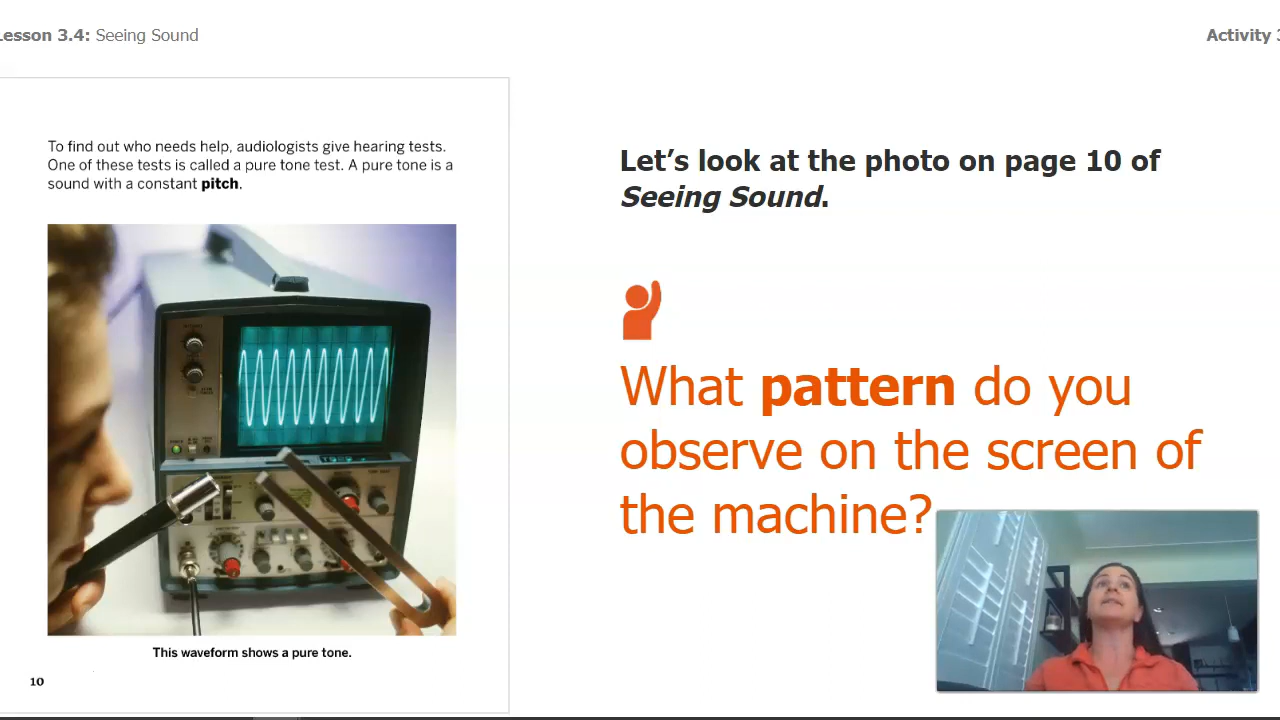 Lesson 3.4: Seeing Sound
Activity 3
To find out who needs help, audiologists give hearing tests.
One of these tests is called a pure tone test. A pure tone is a
sound with a constant pitch.
This waveform shows a pure tone.
10
Let's look at the photo on page 10 of
Seeing Sound.
What pattern do you
observe on the screen of
the machine?